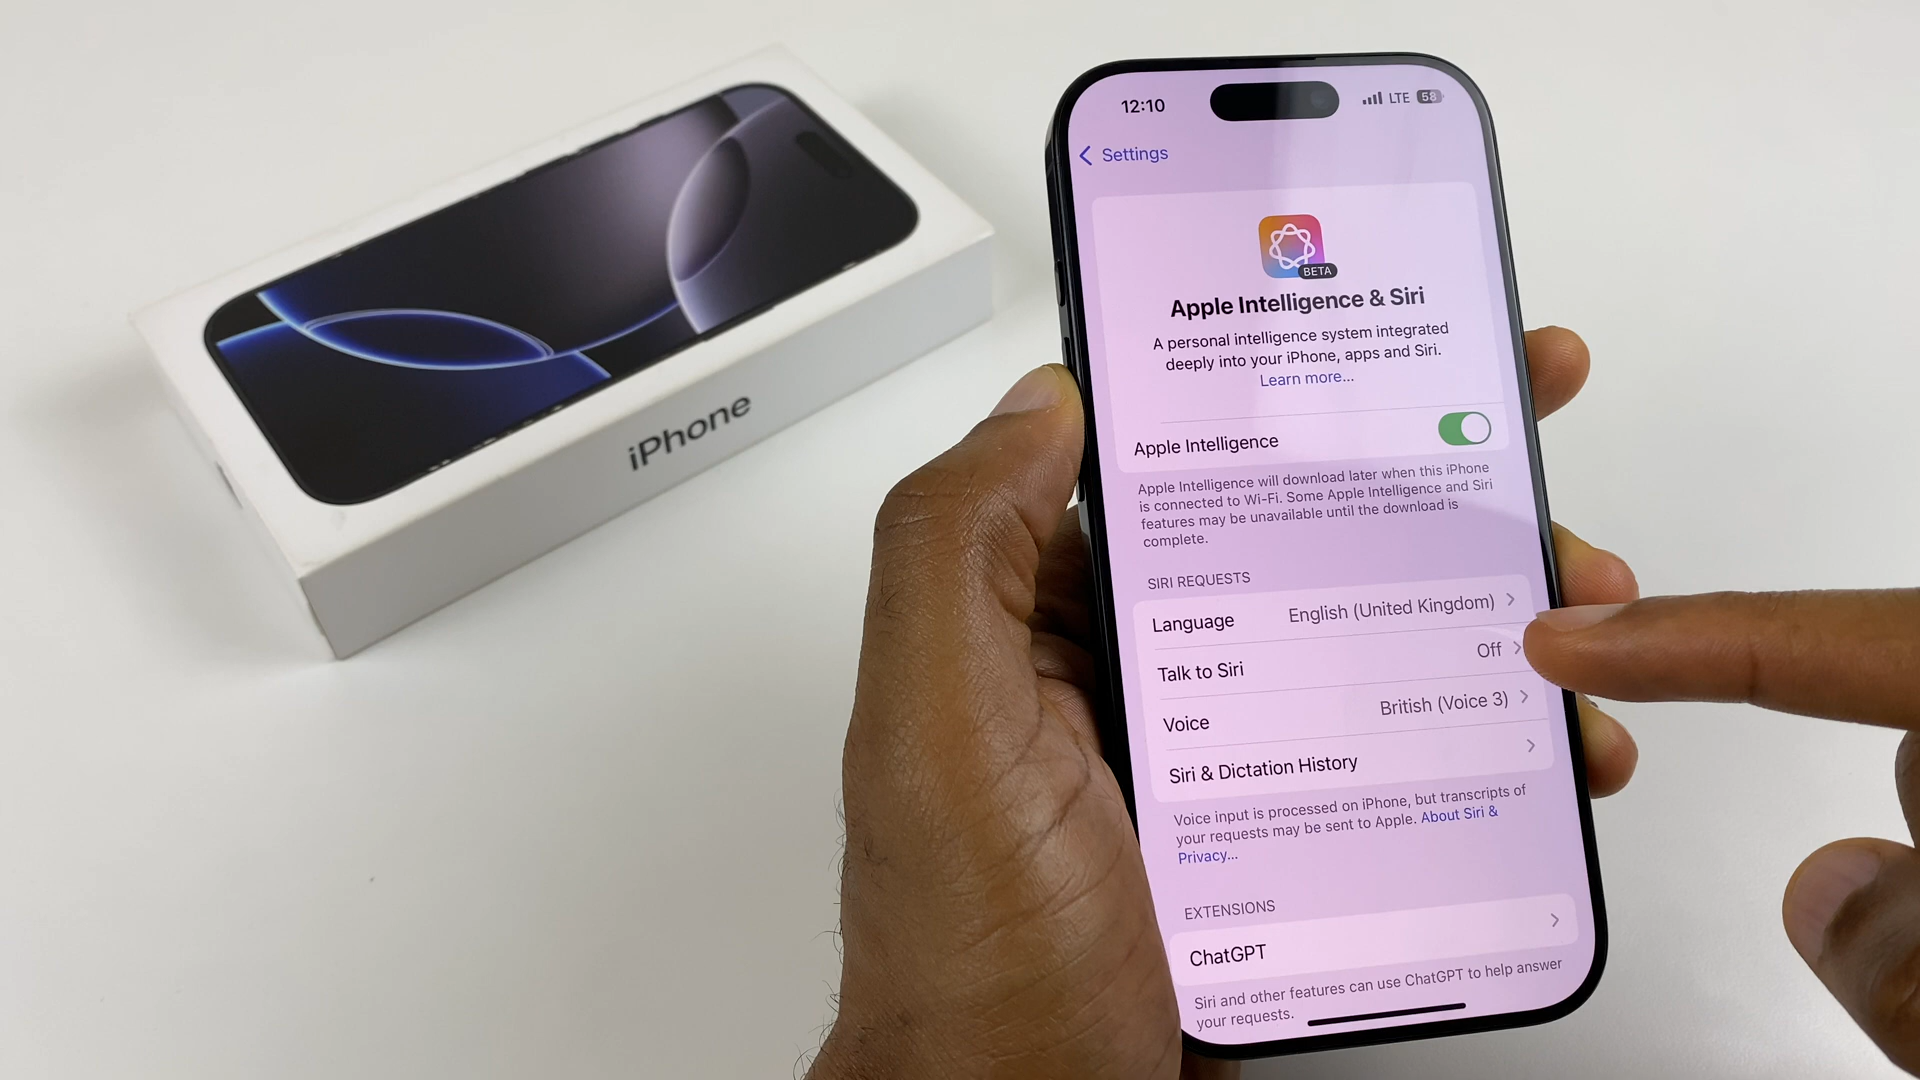 iPhone
12:10
LTE 58
Settings
BETA
Apple Intelligence & Siri
A personal intelligence system integrated
deeply into your iPhone, apps and Siri.
Learn more...
Apple Intelligence
Apple Intelligence will download later when this iPhone
is connected to Wi-Fi. Some Apple Intelligence and Siri
features may be unavailable until the download is
complete.
SIRI REQUESTS
Language English (United Kingdom)
Talk to Siri Off
Voice British (Voice 3)
Siri & Dictation History
Voice input is processed on iPhone, but transcripts of
your requests may be sent to Apple. About Siri &
Privacy...
EXTENSIONS
ChatGPT
Siri and other features can use ChatGPT to help answer
your requests.